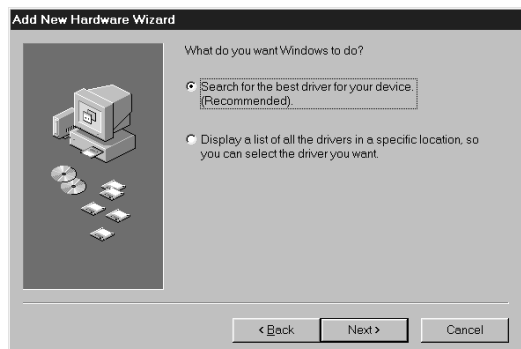 Add New Hardware Wizard
What do you want Windows to do?
Search for the best driver for your device.
(Recommended).
Display a list of all the drivers in a specific location, so
you can select the driver you want.
< Back
Next >
Cancel